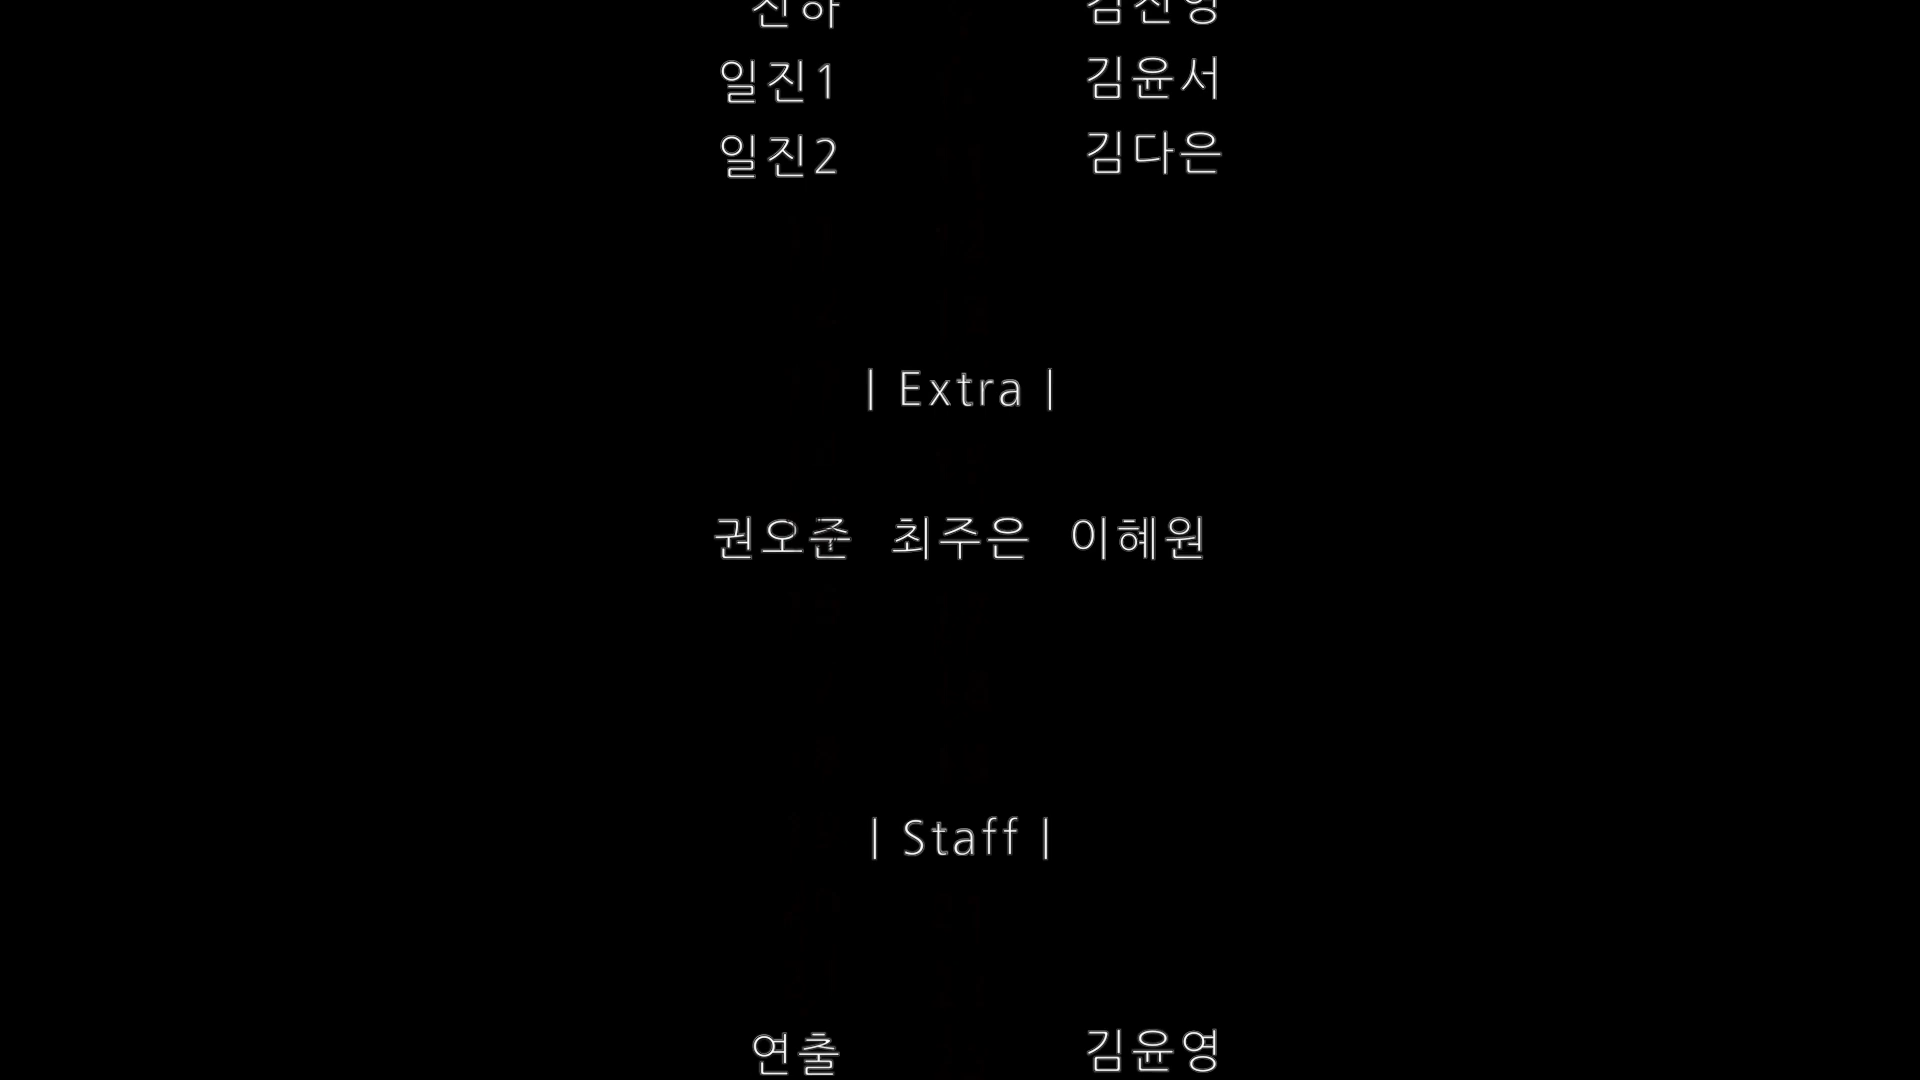 일진1 김윤서
일진2 김다은
| Extra |
권오준 최주은 이혜원
| Staff |
연출 김윤영